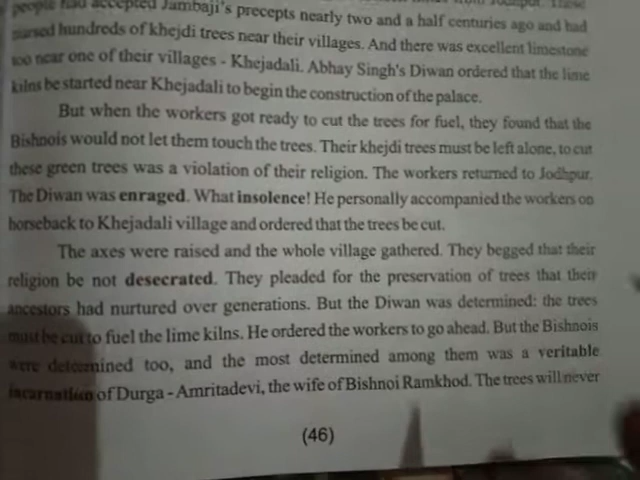 people had accepted Jambaji's precepts nearly two and a half centuries ago and had
nursed hundreds of khejdi trees near their villages. And there was excellent limestone
too near one of their villages - Khejadali. Abhay Singh's Diwan ordered that the lime
kilns be started near Khejadali to begin the construction of the palace.
But when the workers got ready to cut the trees for fuel, they found that the
Bishnois would not let them touch the trees. Their khejdi trees must be left alone, to cut
these green trees was a violation of their religion. The workers returned to Jodhpur.
The Diwan was enraged. What insolence! He personally accompanied the workers on
horseback to Khejadali village and ordered that the trees be cut.
The axes were raised and the whole village gathered. They begged that their
religion be not desecrated. They pleaded for the preservation of trees that their
ancestors had nurtured over generations. But the Diwan was determined: the trees
must be cut to fuel the lime kilns. He ordered the workers to go ahead. But the Bishnois
were determined too, and the most determined among them was a veritable
incarnation of Durga - Amritadevi, the wife of Bishnoi Ramkhod. The trees will never
(46)